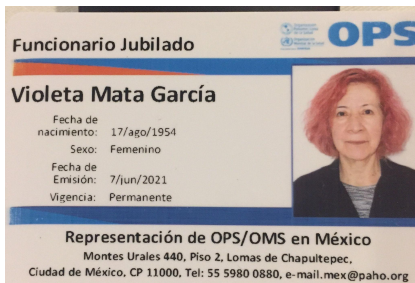 Funcionario Jubilado
OPS
Violeta Mata García
Fecha de
nacimiento: 17/ago/1954
Sexo: Femenino
Fecha de
Emisión: 7/jun/2021
Vigencia: Permanente
Representación de OPS/OMS en México
Montes Urales 440, Piso 2, Lomas de Chapultepec,
Ciudad de México, CP 11000, Tel: 55 5980 0880, e-mail.mex@paho.org